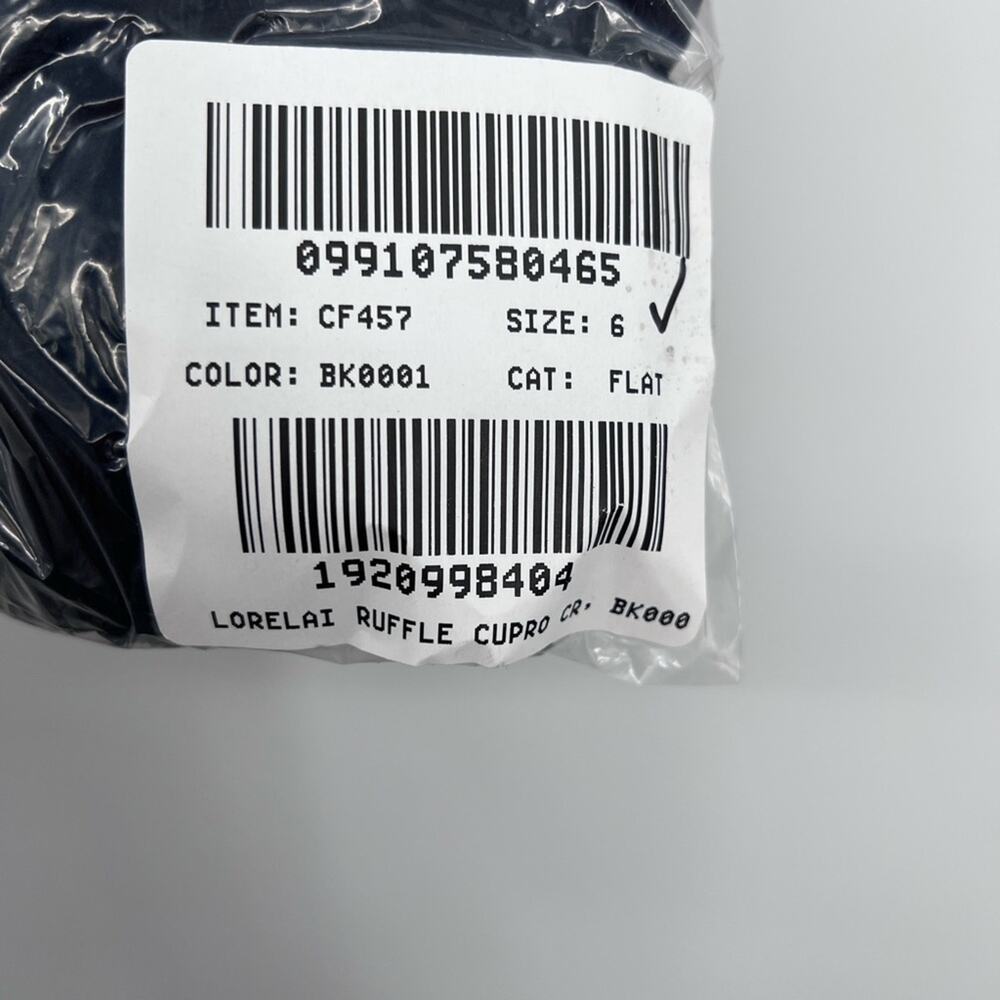 099107580465
ITEM: CF457 SIZE: 6
COLOR: BK0001 CAT: FLAT
1920998404
LORELAI RUFFLE CUPRO CR, BK000